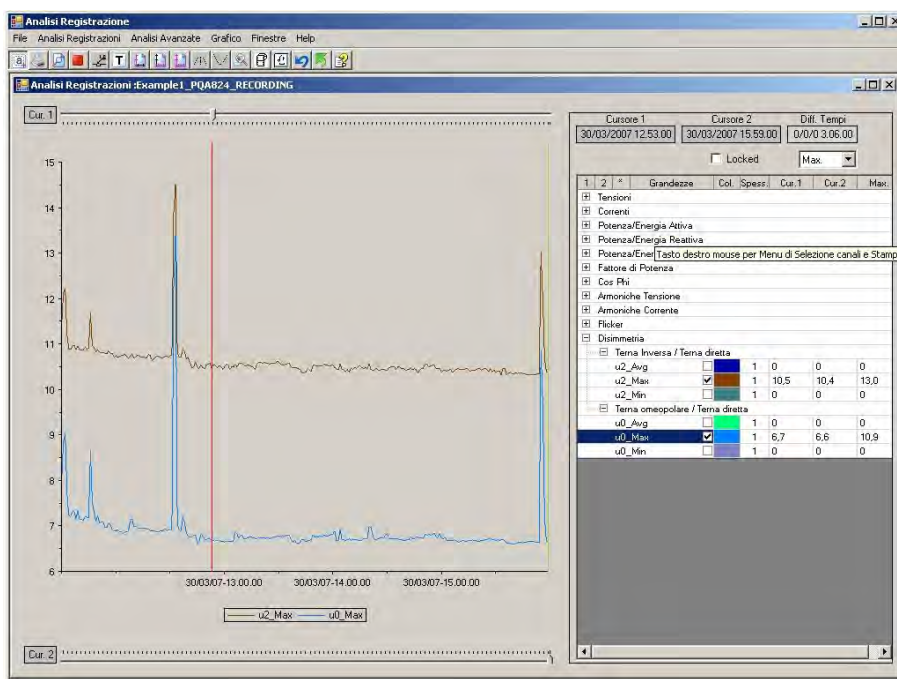 Analisi Registrazione
File Analisi Registrazioni Analisi Avanzate Grafico Finestre Help
Analisi Registrazioni :Example1_PQA824_RECORDING
Cur. 1
15
14
13
12
11
10
9
8
7
6
30/03/07-13.00.00 30/03/07-14.00.00 30/03/07-15.00.00
u2_Max u0_Max
Cur. 2
Cursore 1 Cursore 2 Diff. Tempi
30/03/2007 12.53.00 30/03/2007 15.59.00 0/0/0 3.06.00
Locked Max.
1 2 * Grandezze Col. Spess. Cur.1 Cur.2 Max.
Tensioni
Correnti
Potenza/Energia Attiva
Potenza/Energia Reattiva
Potenza/Ener Tasto destro mouse per Menu di Selezione canali e Stamp
Fattore di Potenza
Cos Phi
Armoniche Tensione
Armoniche Corrente
Flicker
Disimmetria
Terna Inversa / Terna diretta
u2_Avg 1 0 0 0
u2_Max 1 10,5 10,4 13,0
u2_Min 1 0 0 0
Terna omeopolare / Terna diretta
u0_Avg 1 0 0 0
u0_Max 1 6,7 6,6 10,9
u0_Min 1 0 0 0